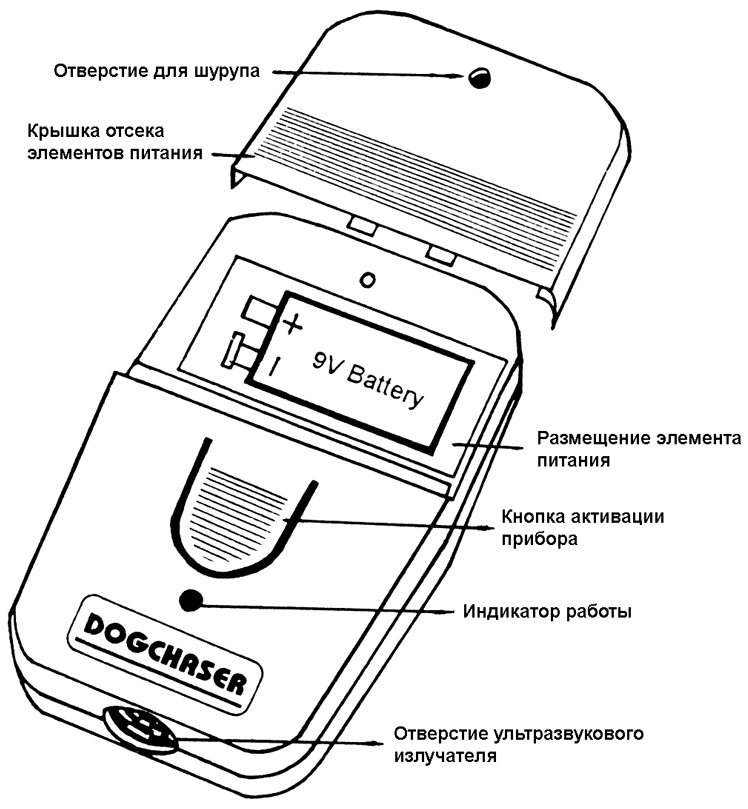 Отверстие для шурупа
Крышка отсека
элементов питания
+
−
9V Battery
Размещение элемента
питания
Кнопка активации
прибора
Индикатор работы
DOGCHASER
Отверстие ультразвукового
излучателя